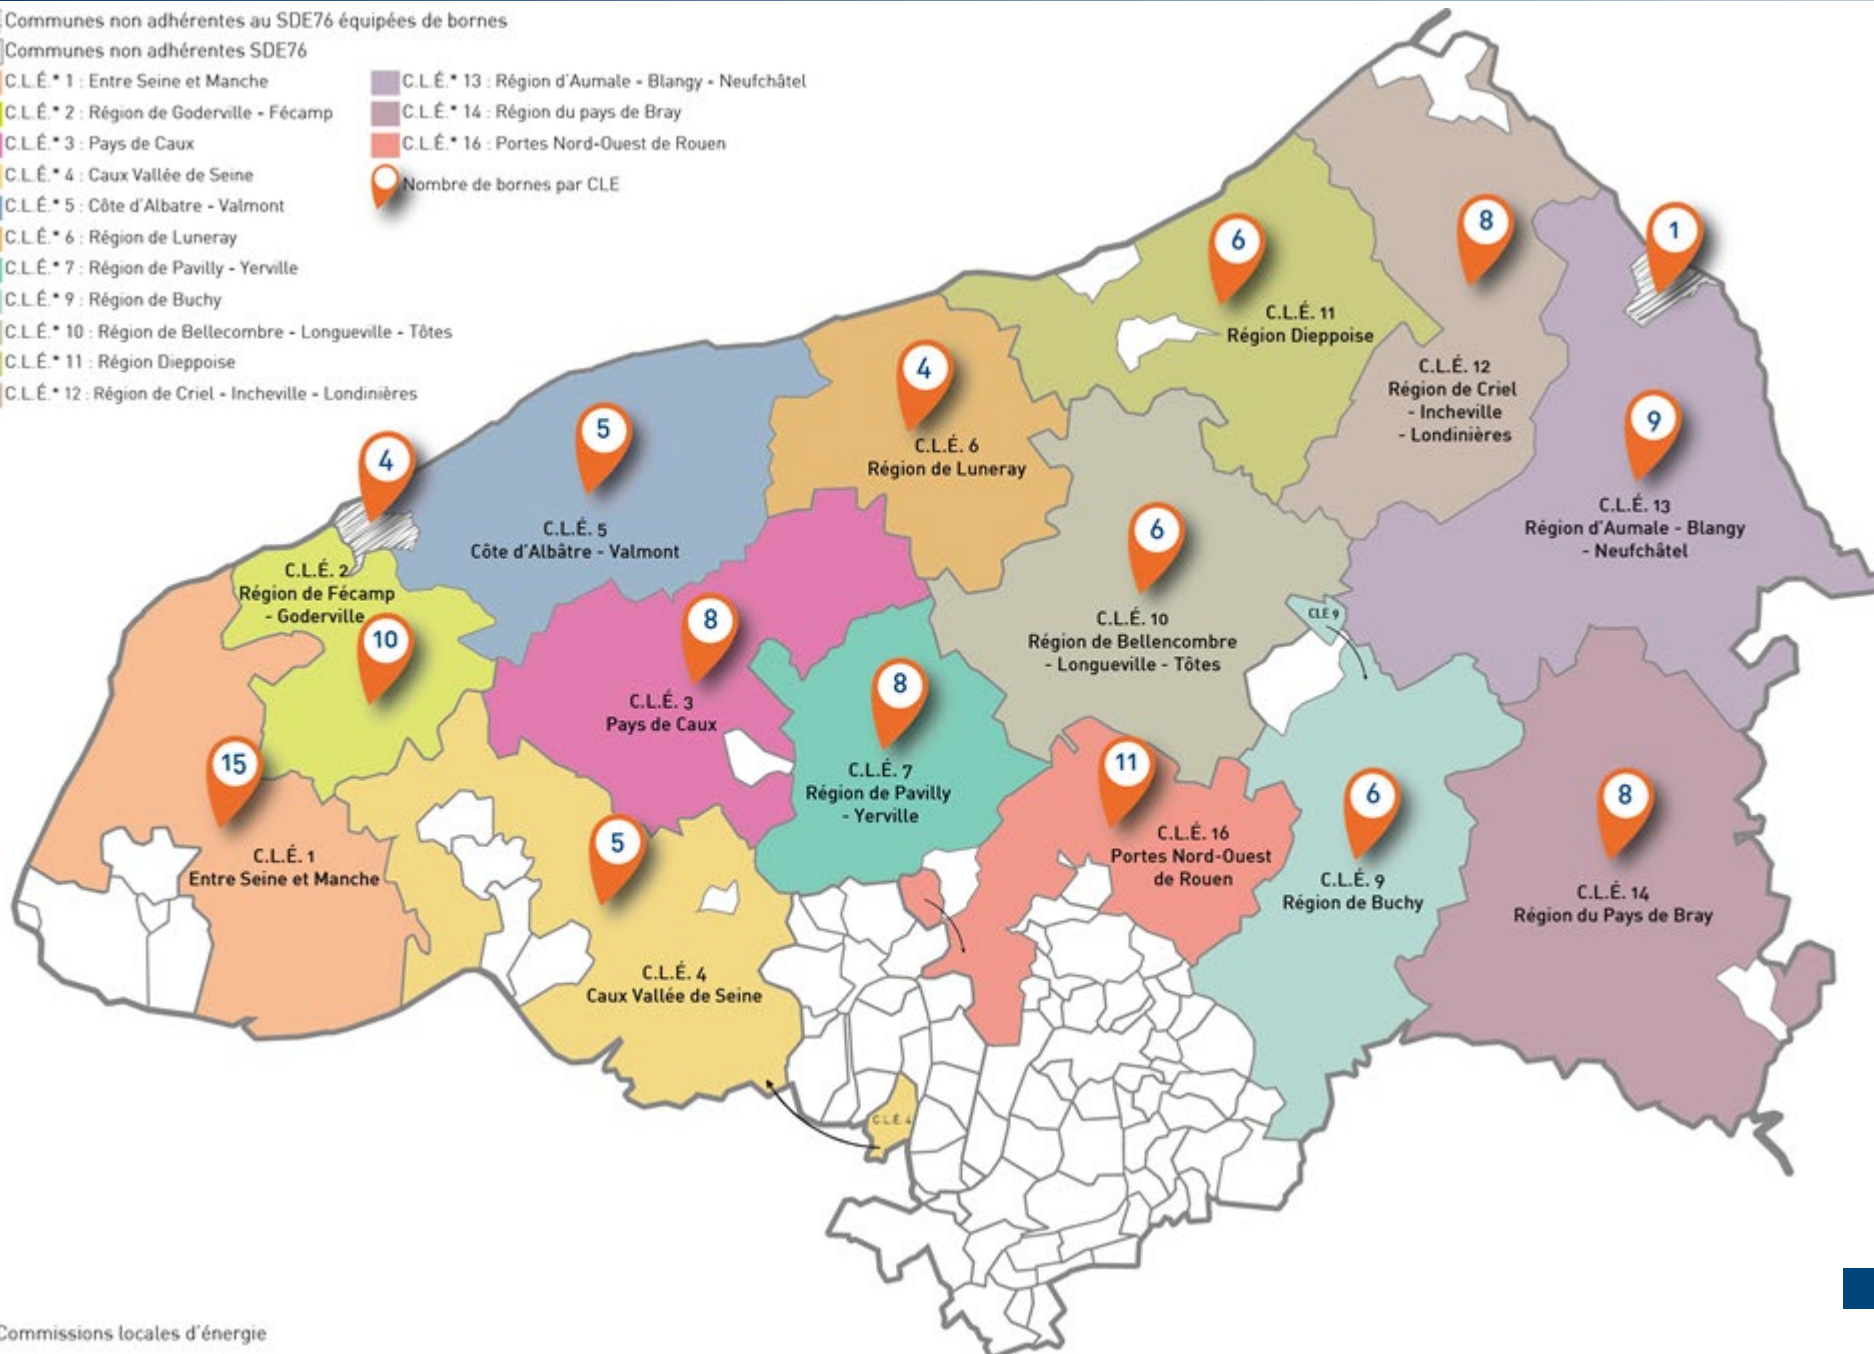 Communes non adhérentes au SDE76 équipées de bornes
Communes non adhérentes SDE76
C.L.É.* 1 : Entre Seine et Manche
C.L.É.* 2 : Région de Goderville - Fécamp
C.L.É.* 3 : Pays de Caux
C.L.É.* 4 : Caux Vallée de Seine
C.L.É.* 5 : Côte d'Albatre - Valmont
C.L.É.* 6 : Région de Luneray
C.L.É.* 7 : Région de Pavilly - Yerville
C.L.É.* 9 : Région de Buchy
C.L.É.* 10 : Région de Bellecombre - Longueville - Tôtes
C.L.É.* 11 : Région Dieppoise
C.L.É.* 12 : Région de Criel - Incheville - Londinières
C.L.É.* 13 : Région d'Aumale - Blangy - Neufchâtel
C.L.É.* 14 : Région du pays de Bray
C.L.É.* 16 : Portes Nord-Ouest de Rouen
Nombre de bornes par CLE
6
C.L.É. 11
Région Dieppoise
8
C.L.É. 12
Région de Criel
- Incheville
- Londinières
1
9
C.L.É. 13
Région d'Aumale - Blangy
- Neufchâtel
4
C.L.É. 6
Région de Luneray
5
C.L.É. 5
Côte d'Albâtre - Valmont
4
C.L.É. 2
Région de Fécamp
- Goderville
10
8
C.L.É. 3
Pays de Caux
6
C.L.É. 10
Région de Bellencombre
- Longueville - Tôtes
CLE 9
8
C.L.É. 7
Région de Pavilly
- Yerville
15
C.L.É. 1
Entre Seine et Manche
5
C.L.É. 4
Caux Vallée de Seine
11
C.L.É. 16
Portes Nord-Ouest
de Rouen
6
C.L.É. 9
Région de Buchy
8
C.L.É. 14
Région du Pays de Bray
C.L.É. 4
Commissions locales d'énergie